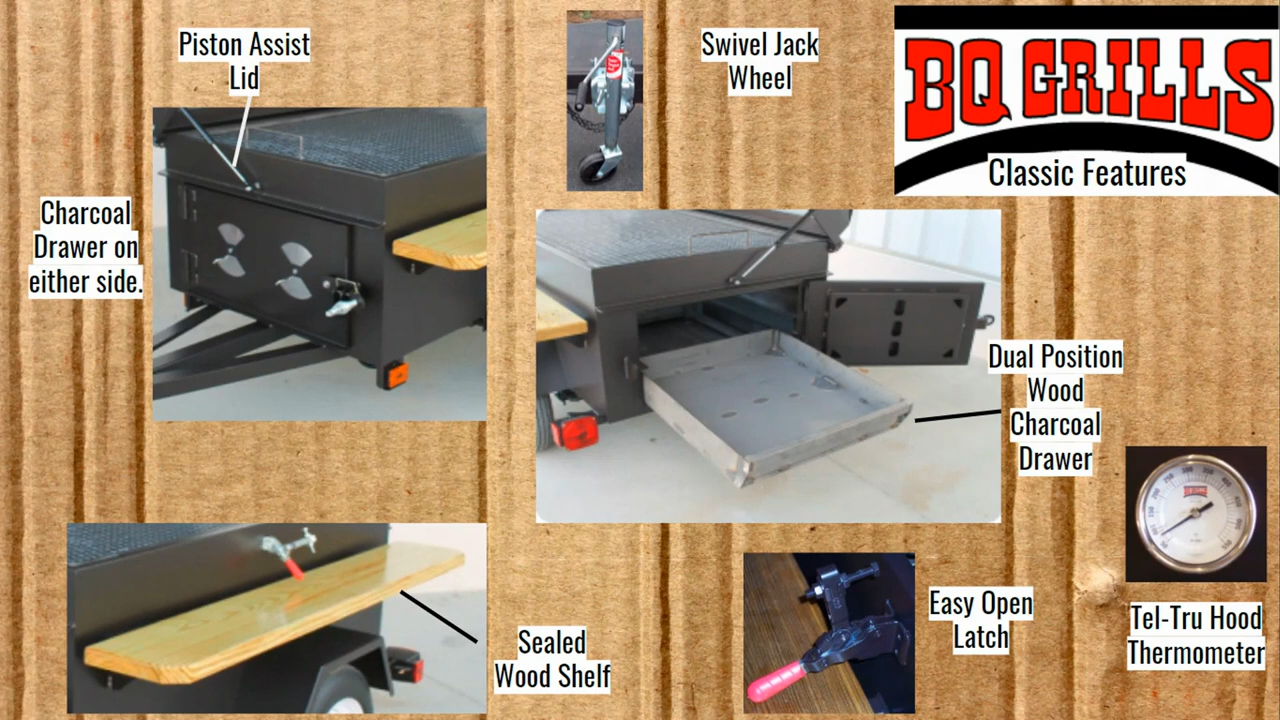 Piston Assist
Lid
Swivel Jack
Wheel
BQ GRILLS
Classic Features
Charcoal
Drawer on
either side.
Dual Position
Wood
Charcoal
Drawer
Sealed
Wood Shelf
Easy Open
Latch
Tel-Tru Hood
Thermometer